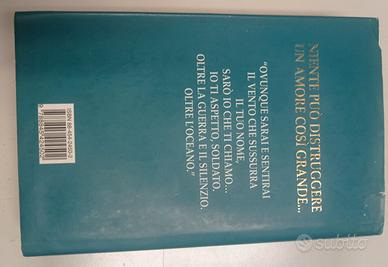 NIENTE PUÒ DISTRUGGERE
UN AMORE COSÌ GRANDE...
"OVUNQUE SARAI E SENTIRAI
IL VENTO CHE SUSSURRA
IL TUO NOME,
SARÒ IO CHE TI CHIAMO...
IO TI ASPETTO, SOLDATO.
OLTRE LA GUERRA E IL SILENZIO.
OLTRE L'OCEANO."
subito